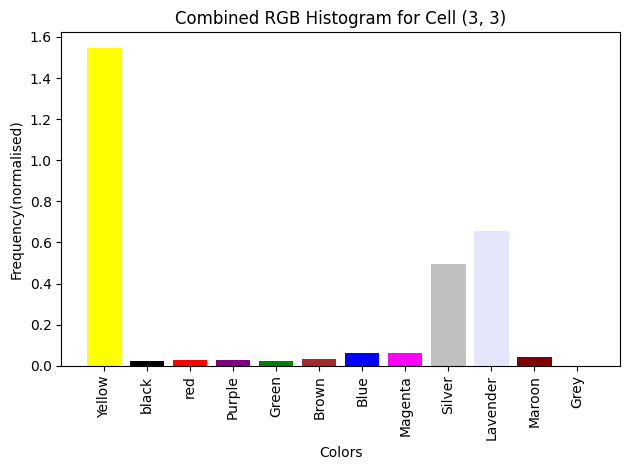 Combined RGB Histogram for Cell (3, 3)
Frequency(normalised)
1.6
1.4
1.2
1.0
0.8
0.6
0.4
0.2
0.0
Yellow
black
red
Purple
Green
Brown
Blue
Magenta
Silver
Lavender
Maroon
Grey
Colors